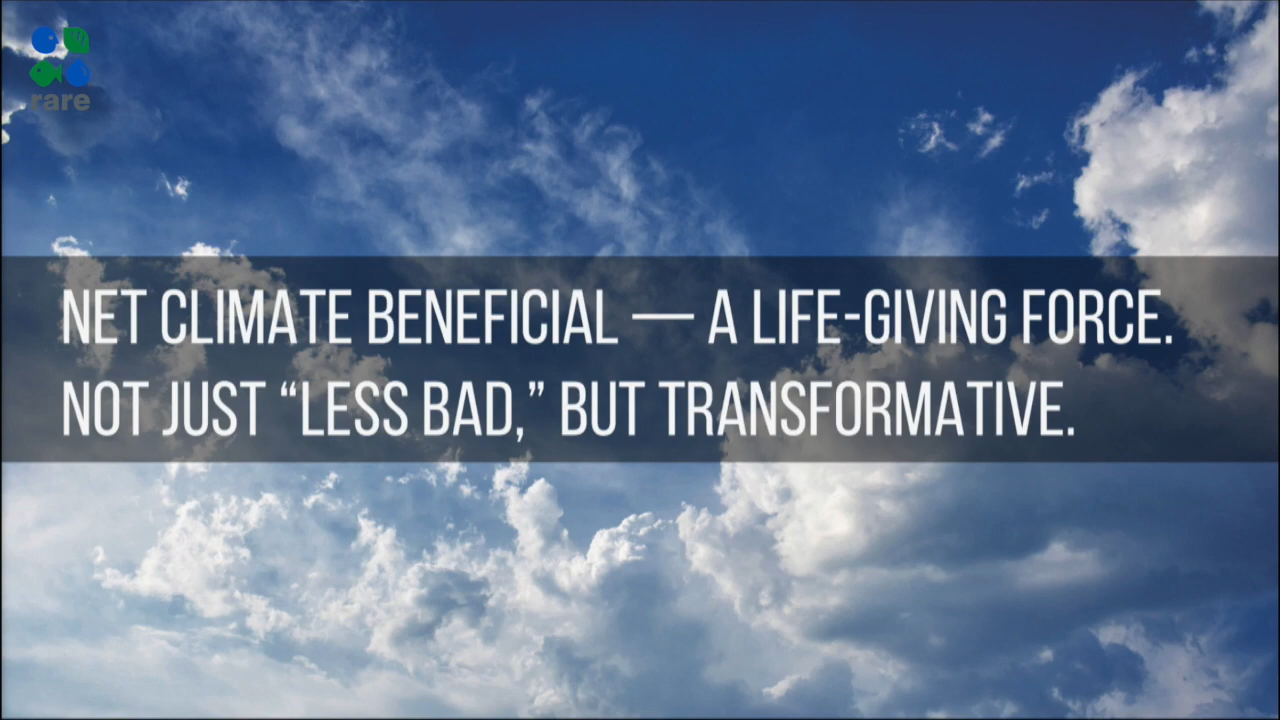 rare
NET CLIMATE BENEFICIAL — A LIFE-GIVING FORCE.
NOT JUST “LESS BAD,” BUT TRANSFORMATIVE.